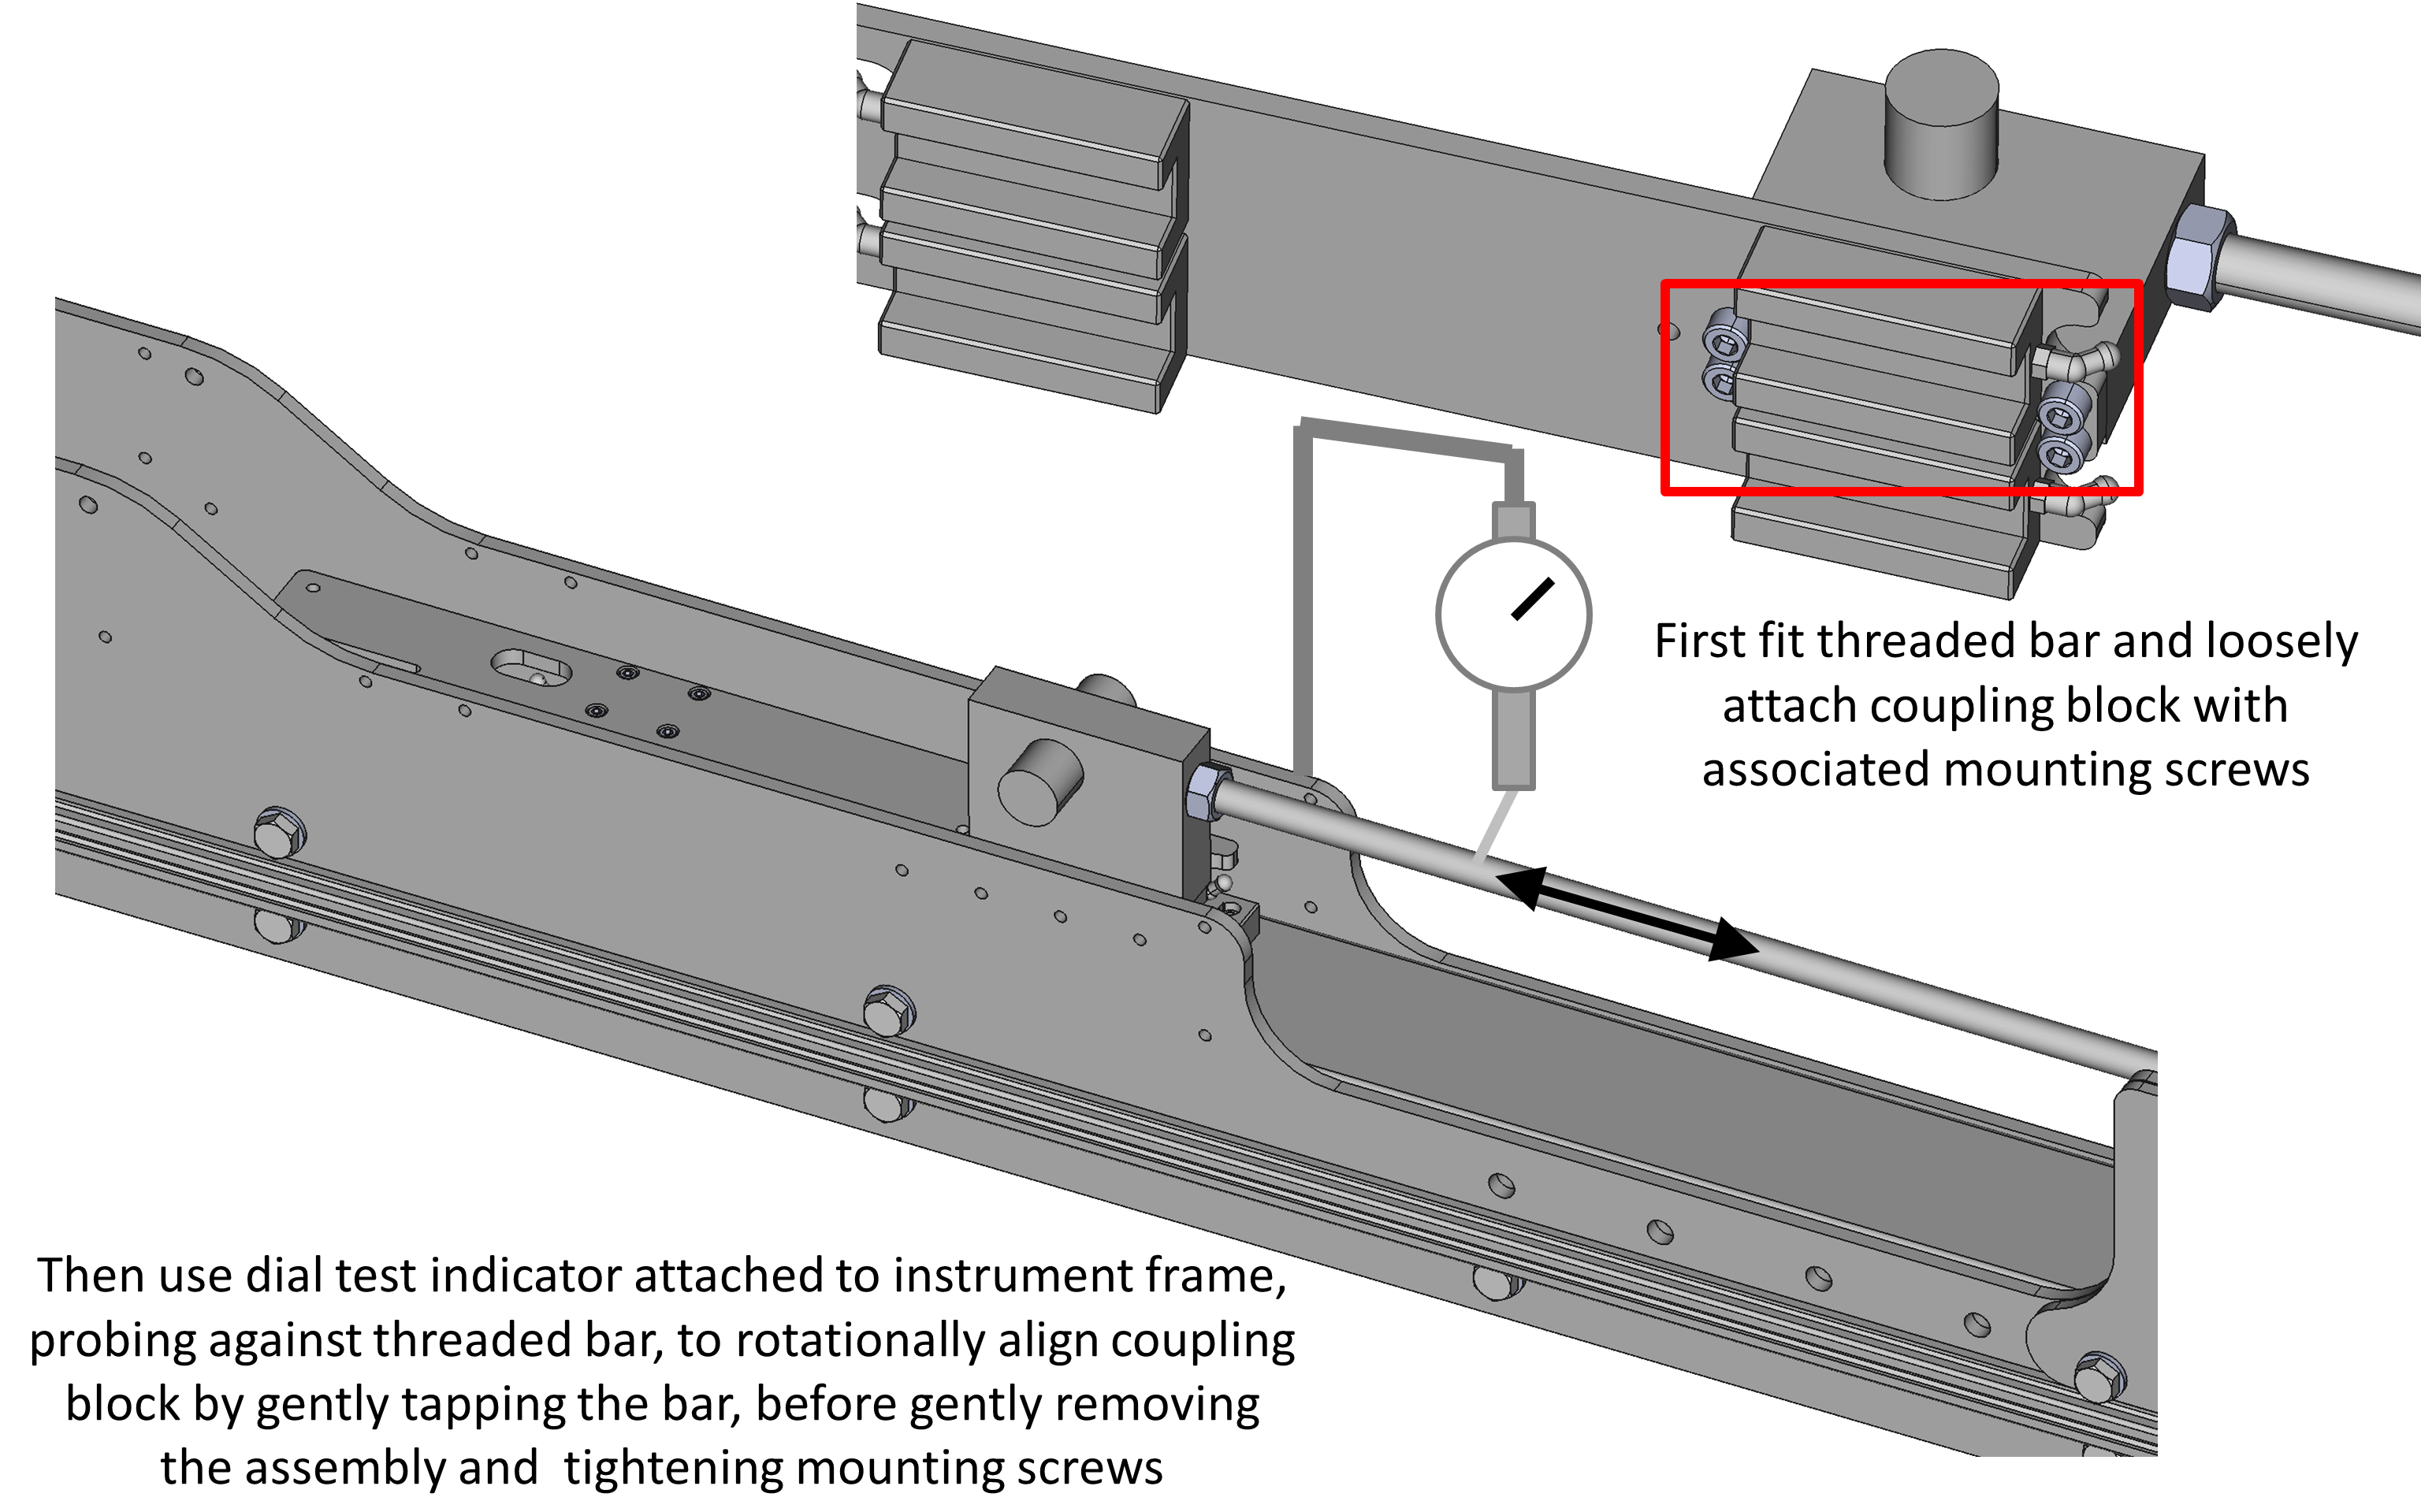 First fit threaded bar and loosely
attach coupling block with
associated mounting screws
Then use dial test indicator attached to instrument frame,
probing against threaded bar, to rotationally align coupling
block by gently tapping the bar, before gently removing
the assembly and  tightening mounting screws